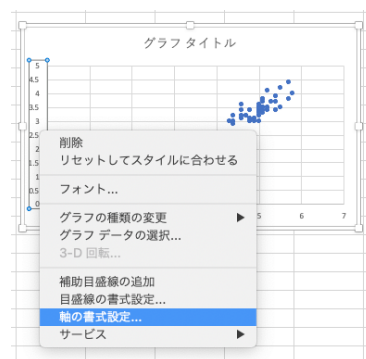 グラフ タイトル
5
4.5
4
3.5
3
2.5
2
1.5
1
0.5
0
5
6
7
削除
リセットしてスタイルに合わせる
フォント...
グラフの種類の変更
グラフ データの選択...
3-D 回転...
補助目盛線の追加
目盛線の書式設定...
軸の書式設定...
サービス